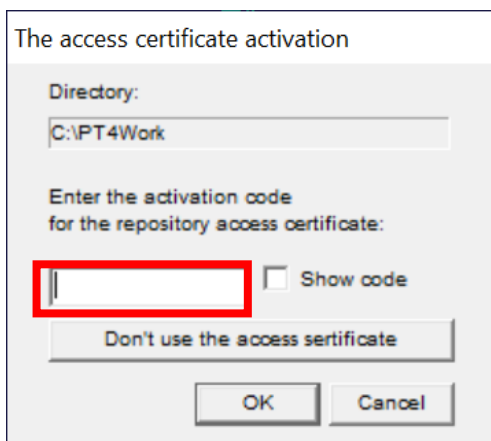 The access certificate activation
Directory:
C:\PT4Work
Enter the activation code
for the repository access certificate:
Show code
Don't use the access sertificate
OK Cancel